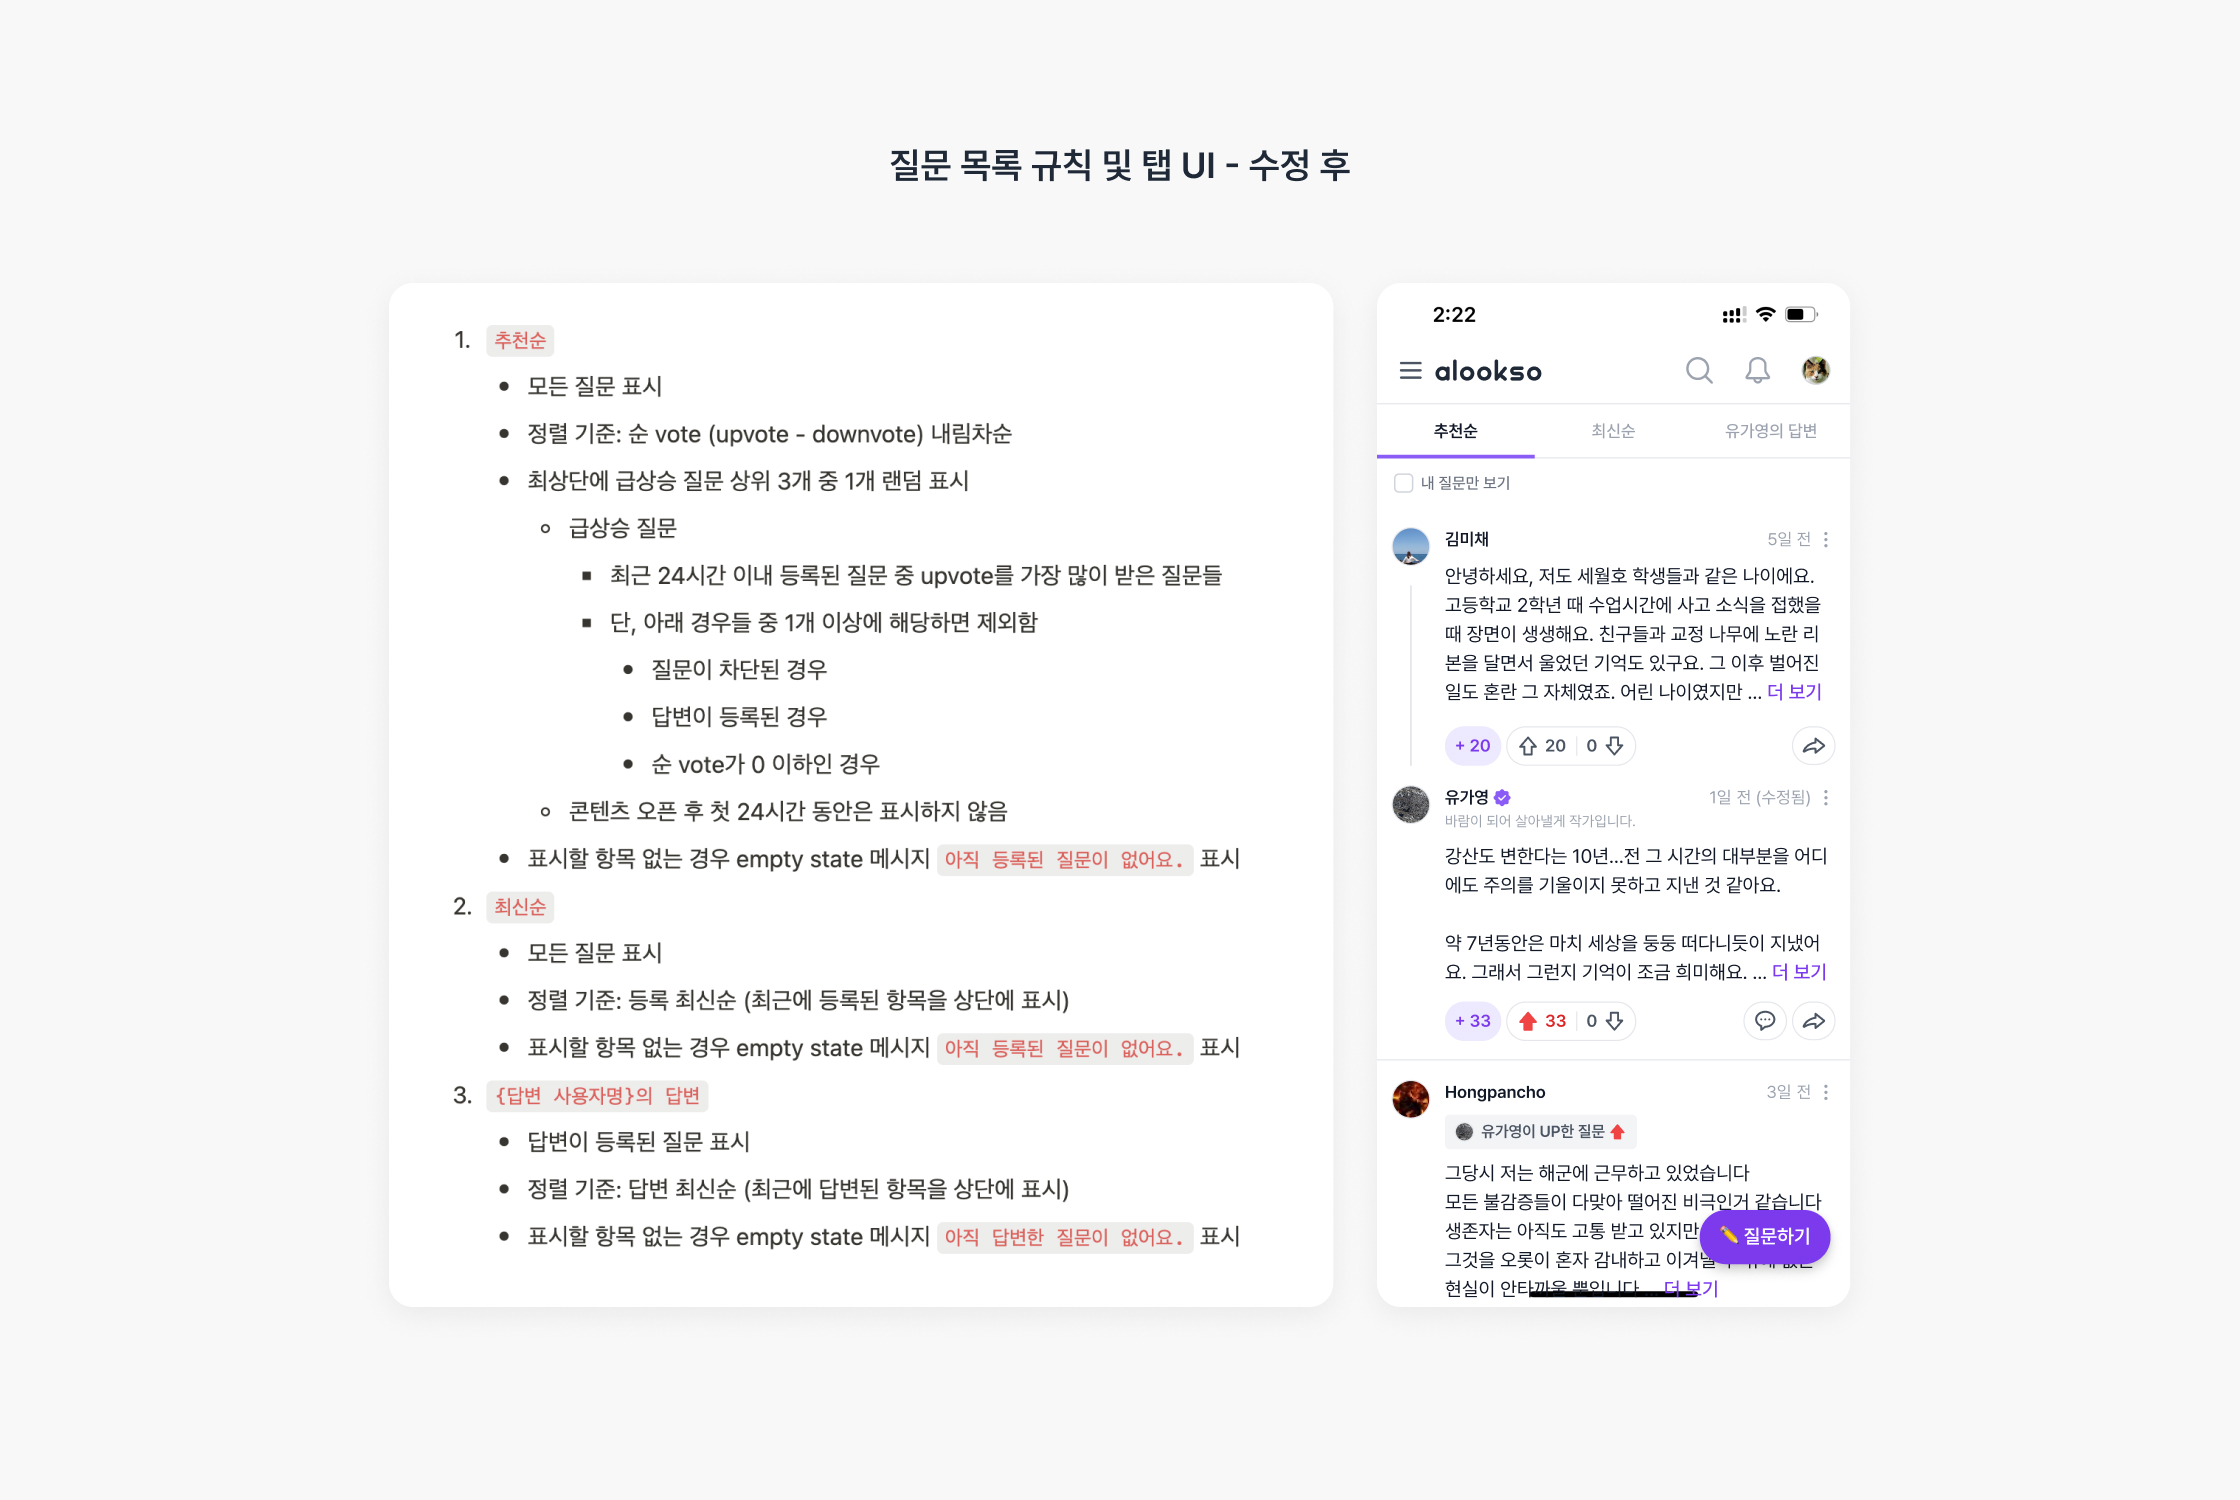 질문 목록 규칙 및 탭 UI - 수정 후
1. 추천순
• 모든 질문 표시
• 정렬 기준: 순 vote (upvote - downvote) 내림차순
• 최상단에 급상승 질문 상위 3개 중 1개 랜덤 표시
◦ 급상승 질문
▪ 최근 24시간 이내 등록된 질문 중 upvote를 가장 많이 받은 질문들
▪ 단, 아래 경우들 중 1개 이상에 해당하면 제외함
• 질문이 차단된 경우
• 답변이 등록된 경우
• 순 vote가 0 이하인 경우
◦ 콘텐츠 오픈 후 첫 24시간 동안은 표시하지 않음
• 표시할 항목 없는 경우 empty state 메시지 아직 등록된 질문이 없어요. 표시
2. 최신순
• 모든 질문 표시
• 정렬 기준: 등록 최신순 (최근에 등록된 항목을 상단에 표시)
• 표시할 항목 없는 경우 empty state 메시지 아직 등록된 질문이 없어요. 표시
3. {답변 사용자명}의 답변
• 답변이 등록된 질문 표시
• 정렬 기준: 답변 최신순 (최근에 답변된 항목을 상단에 표시)
• 표시할 항목 없는 경우 empty state 메시지 아직 답변한 질문이 없어요. 표시
2:22
alookso
추천순 최신순 유가영의 답변
내 질문만 보기
김미채 5일 전
안녕하세요, 저도 세월호 학생들과 같은 나이에요.
고등학교 2학년 때 수업시간에 사고 소식을 접했을
때 장면이 생생해요. 친구들과 교정 나무에 노란 리
본을 달면서 울었던 기억도 있구요. 그 이후 벌어진
일도 혼란 그 자체였죠. 어린 나이였지만 ... 더 보기
+ 20 20 0
유가영 1일 전 (수정됨)
바람이 되어 살아낼게 작가입니다.
강산도 변한다는 10년...전 그 시간의 대부분을 어디
에도 주의를 기울이지 못하고 지낸 것 같아요.
약 7년동안은 마치 세상을 둥둥 떠다니듯이 지냈어
요. 그래서 그런지 기억이 조금 희미해요. ... 더 보기
+ 33 33 0
Hongpancho 3일 전
유가영이 UP한 질문
그당시 저는 해군에 근무하고 있었습니다
모든 불감증들이 다맞아 떨어진 비극인거 같습니다
생존자는 아직도 고통 받고 있지만
그것을 오롯이 혼자 감내하고 이겨낼
질문하기
현실이 안타까울 뿐입니다. ... 더 보기